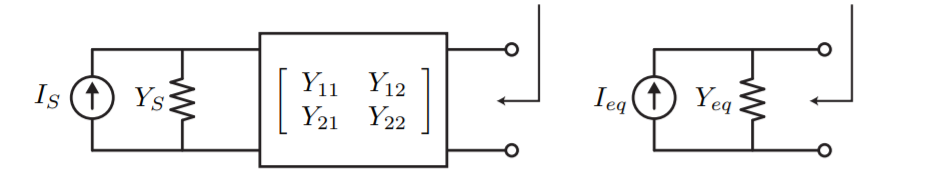 I_S Y_S [ Y_11 Y_12 ] I_eq Y_eq
[ Y_21 Y_22 ]